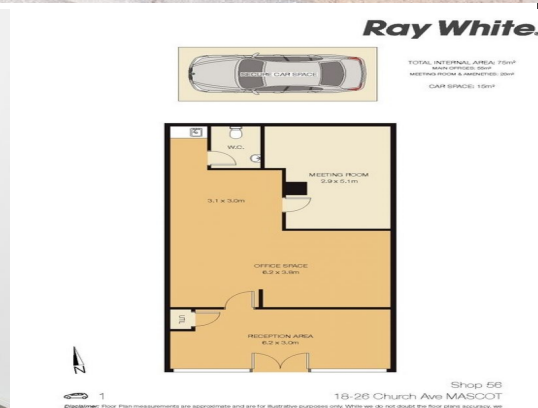 Ray White.
SECURE CAR SPACE
TOTAL INTERNAL AREA: 75m²
MAIN OFFICES: 55m²
MEETING ROOM & AMENITIES: 20m²
CAR SPACE: 15m²
W.C.
MEETING ROOM
2.9 x 5.1m
3.1 x 3.0m
OFFICE SPACE
6.2 x 3.8m
UTIL
RECEPTION AREA
6.2 x 3.0m
N
1
Shop 56
18-26 Church Ave MASCOT
Disclaimer: Floor Plan measurements are approximate and are for illustrative purposes only. While we do not doubt the floor plans accuracy, we